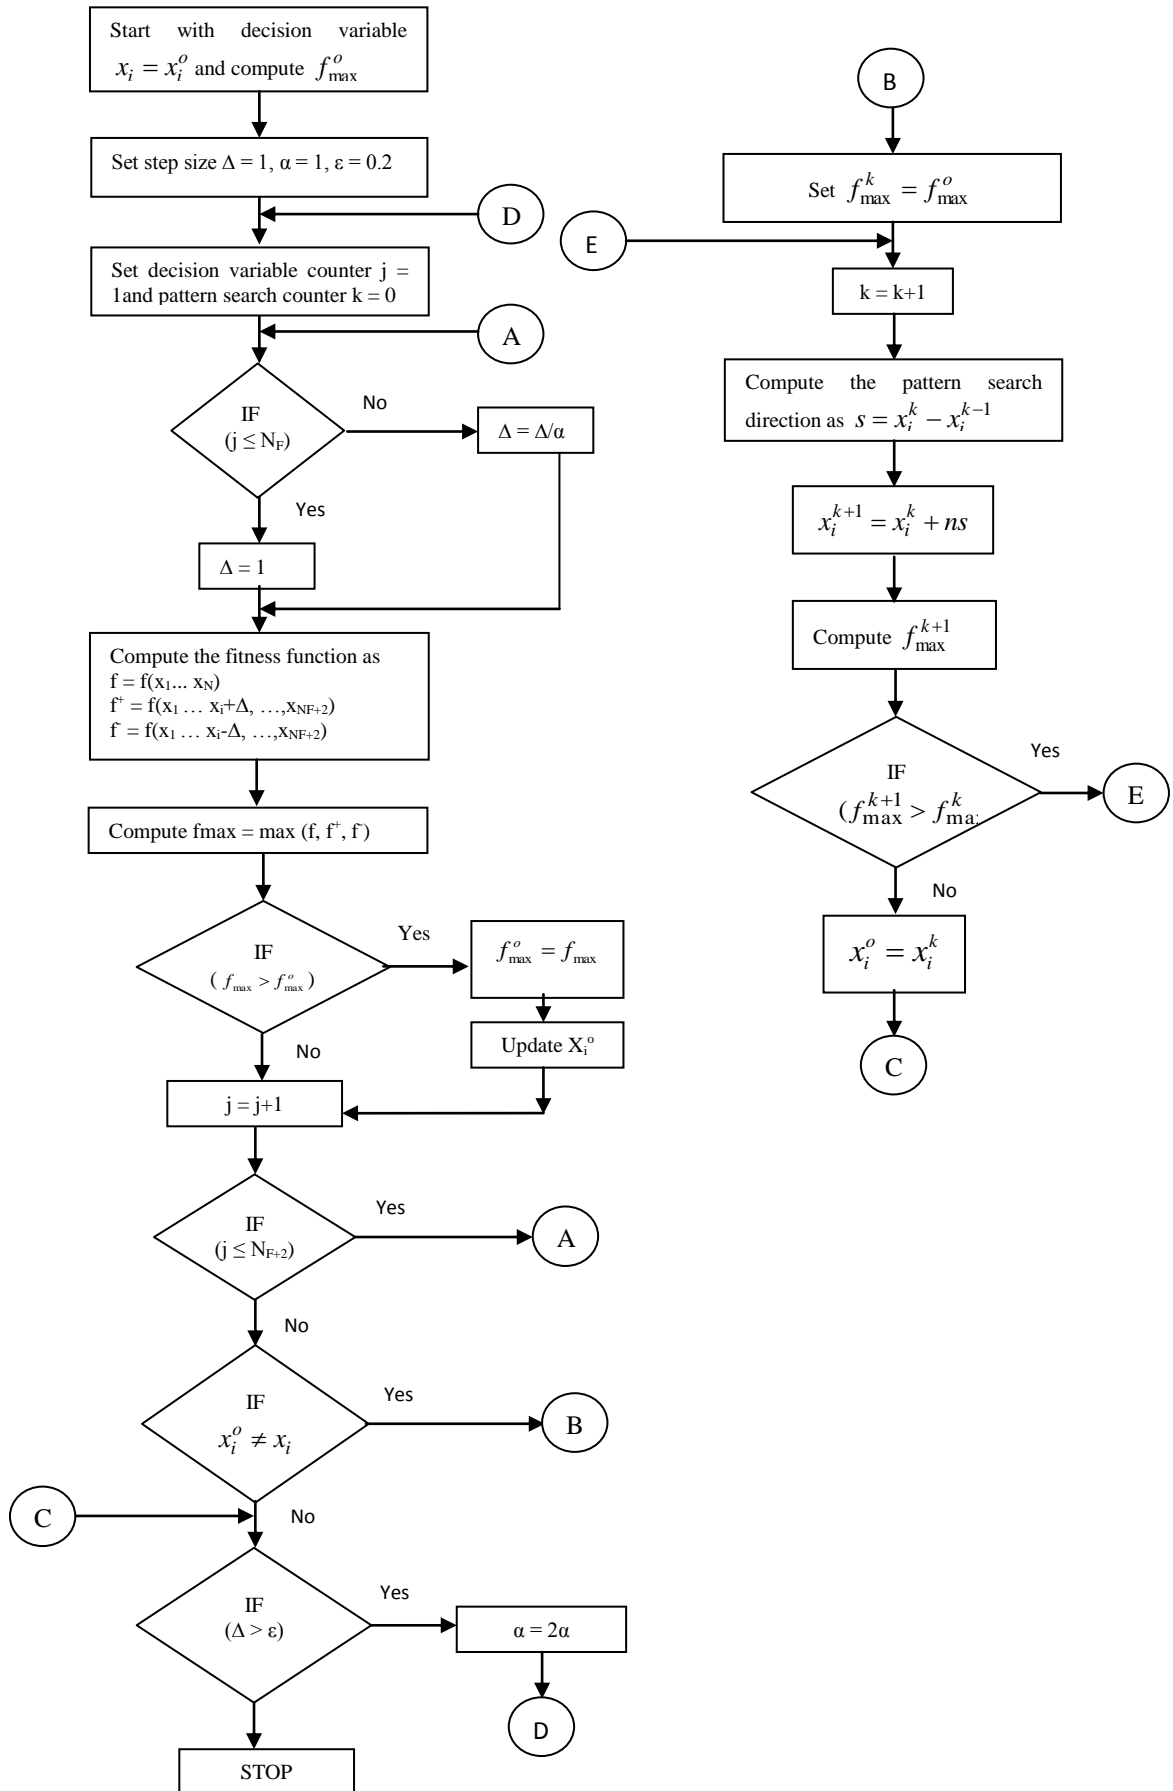 Start with decision variable
x_i = x_i^o and compute f_max^o
Set step size Δ = 1, α = 1, ε = 0.2
D
Set decision variable counter j =
1and pattern search counter k = 0
A
IF
(j ≤ N_F)
No
Δ = Δ/α
Yes
Δ = 1
Compute the fitness function as
f = f(x_1... x_N)
f^+ = f(x_1 … x_i+Δ, …,x_NF+2)
f^- = f(x_1 … x_i-Δ, …,x_NF+2)
Compute fmax = max (f, f^+, f^-)
IF
( f_max > f_max^o )
Yes
f_max^o = f_max
Update X_i^o
No
j = j+1
IF
(j ≤ N_F+2)
Yes
A
No
IF
x_i^o ≠ x_i
Yes
B
C
No
IF
(Δ > ε)
Yes
α = 2α
D
STOP
B
Set f_max^k = f_max^o
E
k = k+1
Compute the pattern search
direction as s = x_i^k − x_i^k−1
x_i^k+1 = x_i^k + ns
Compute f_max^k+1
IF
(f_max^k+1 > f_ma^k
Yes
E
No
x_i^o = x_i^k
C